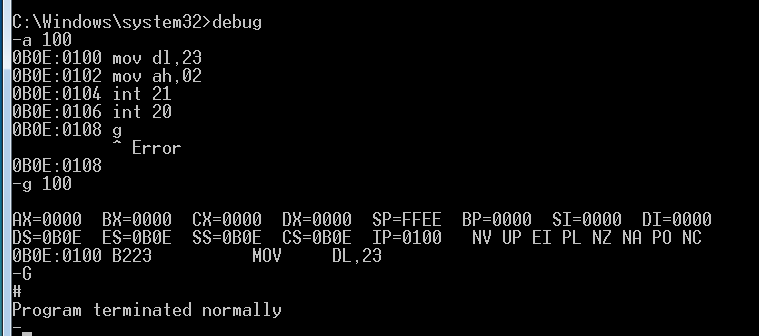 C:\Windows\system32>debug
-a 100
0B0E:0100 mov dl,23
0B0E:0102 mov ah,02
0B0E:0104 int 21
0B0E:0106 int 20
0B0E:0108 g
^ Error
0B0E:0108
-g 100
AX=0000  BX=0000  CX=0000  DX=0000  SP=FFEE  BP=0000  SI=0000  DI=0000
DS=0B0E  ES=0B0E  SS=0B0E  CS=0B0E  IP=0100   NV UP EI PL NZ NA PO NC
0B0E:0100 B223          MOV     DL,23
-G
#
Program terminated normally
-_